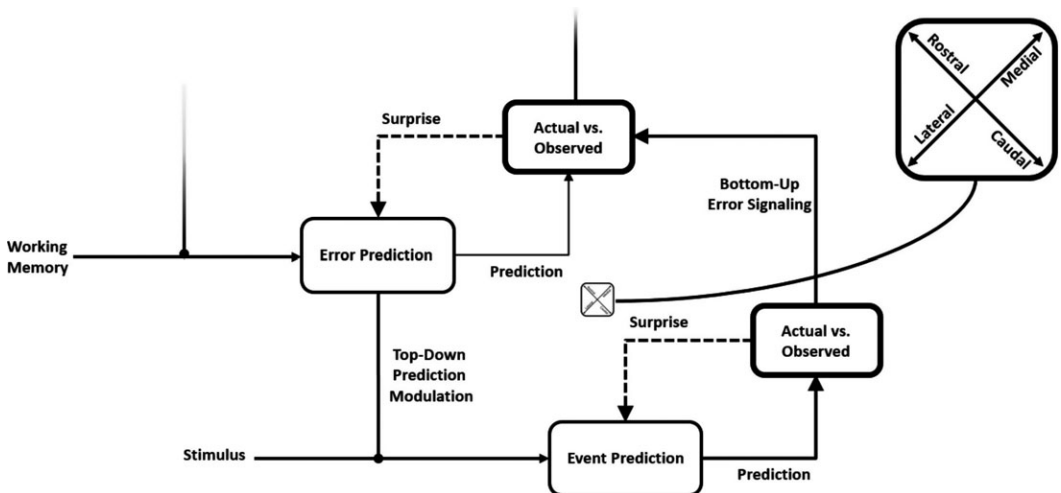 Rostral
Medial
Lateral
Caudal
Surprise
Actual vs.
Observed
Bottom-Up
Error Signaling
Working
Memory
Error Prediction
Prediction
Surprise
Actual vs.
Observed
Top-Down
Prediction
Modulation
Stimulus
Event Prediction
Prediction